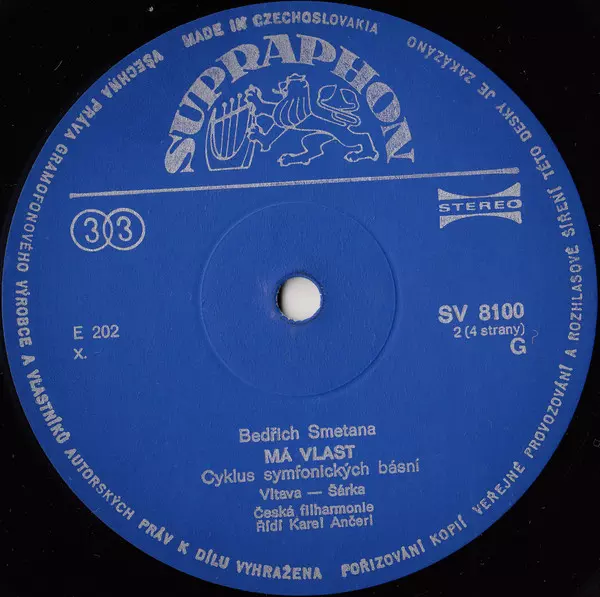 MADE IN CZECHOSLOVAKIA
VŠECHNA PRÁVA GRAMOFONOVÉHO VÝROBCE A VLASTNÍKŮ AUTORSKÝCH PRÁV K DÍLU VYHRAŽENA
POŘIZOVÁNÍ KOPIÍ VEŘEJNÉ PROVOZOVÁNÍ A ROZHLASOVÉ ŠÍŘENÍ TÉTO DESKY JE ZAKÁZÁNO
SUPRAPHON
33
STEREO
E 202
X.
SV 8100
2 (4 strany)
G
Bedřich Smetana
MÁ VLAST
Cyklus symfonických básní
Vltava — Šárka
Česká filharmonie
Řídí Karel Ančerl